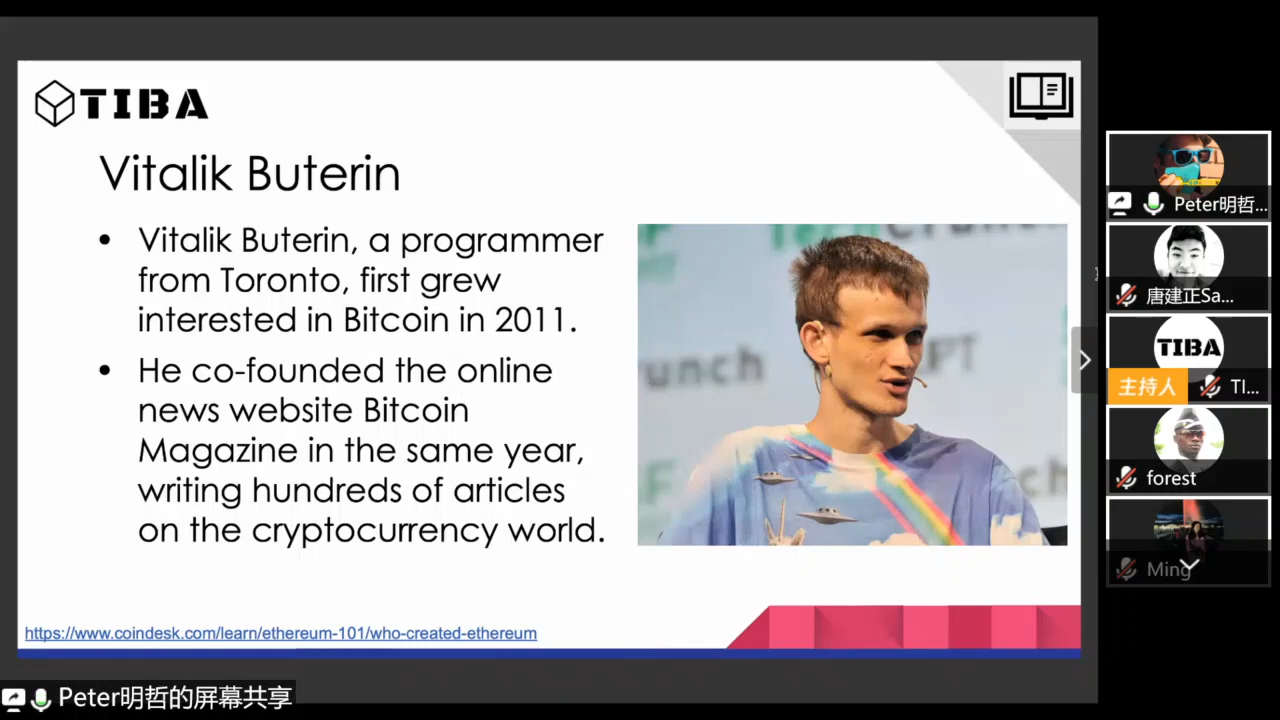 TIBA
Vitalik Buterin
• Vitalik Buterin, a programmer
from Toronto, first grew
interested in Bitcoin in 2011.
• He co-founded the online
news website Bitcoin
Magazine in the same year,
writing hundreds of articles
on the cryptocurrency world.
https://www.coindesk.com/learn/ethereum-101/who-created-ethereum
Crunch
runch
Peter明哲的屏幕共享
Peter明哲...
唐建正Sa...
TIBA
主持人 TI...
forest
Ming